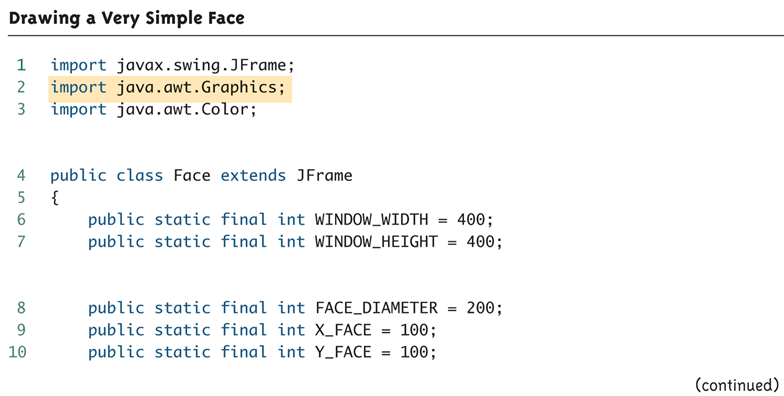 Drawing a Very Simple Face
1 import javax.swing.JFrame;
2 import java.awt.Graphics;
3 import java.awt.Color;
4 public class Face extends JFrame
5 {
6 public static final int WINDOW_WIDTH = 400;
7 public static final int WINDOW_HEIGHT = 400;
8 public static final int FACE_DIAMETER = 200;
9 public static final int X_FACE = 100;
10 public static final int Y_FACE = 100;
(continued)